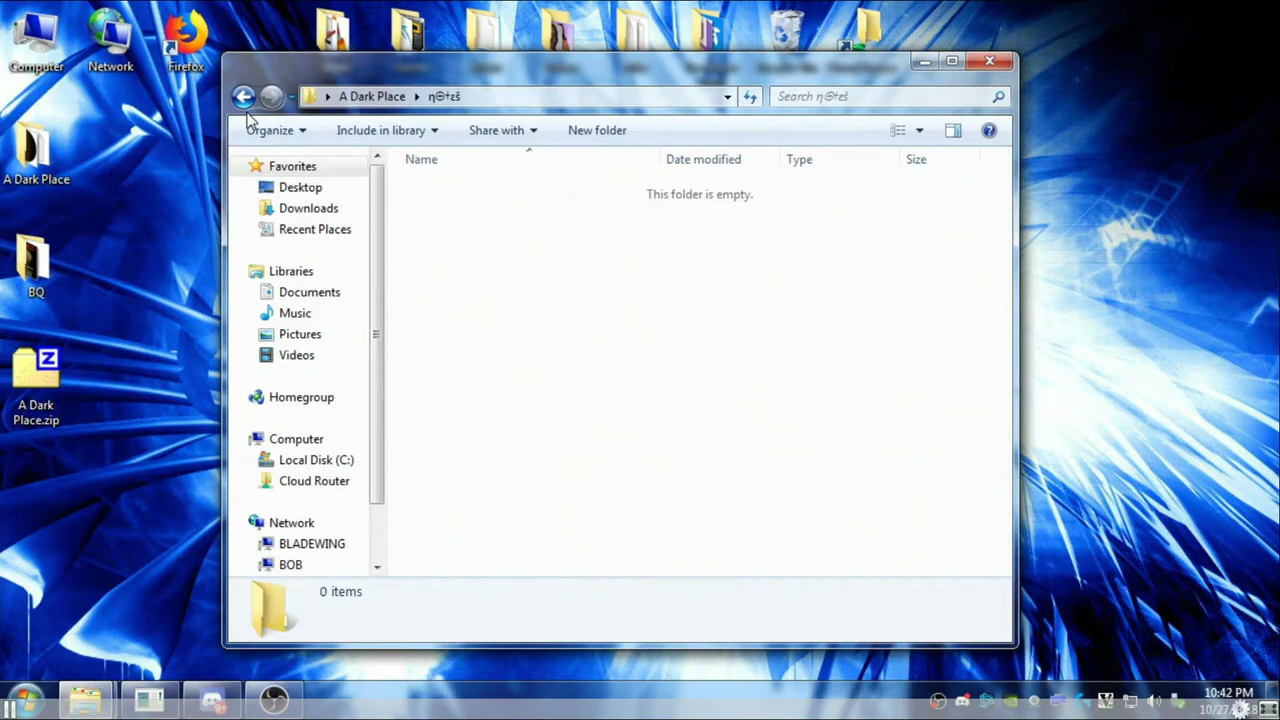 Computer
Network
Firefox
A Dark Place
BQ
A Dark
Place.zip
A Dark Place
η⊕‡εš
Search η⊕‡εš
Organize
Include in library
Share with
New folder
Name
Date modified
Type
Size
This folder is empty.
Favorites
Desktop
Downloads
Recent Places
Libraries
Documents
Music
Pictures
Videos
Homegroup
Computer
Local Disk (C:)
Cloud Router
Network
BLADEWING
BOB
0 items
10:42 PM